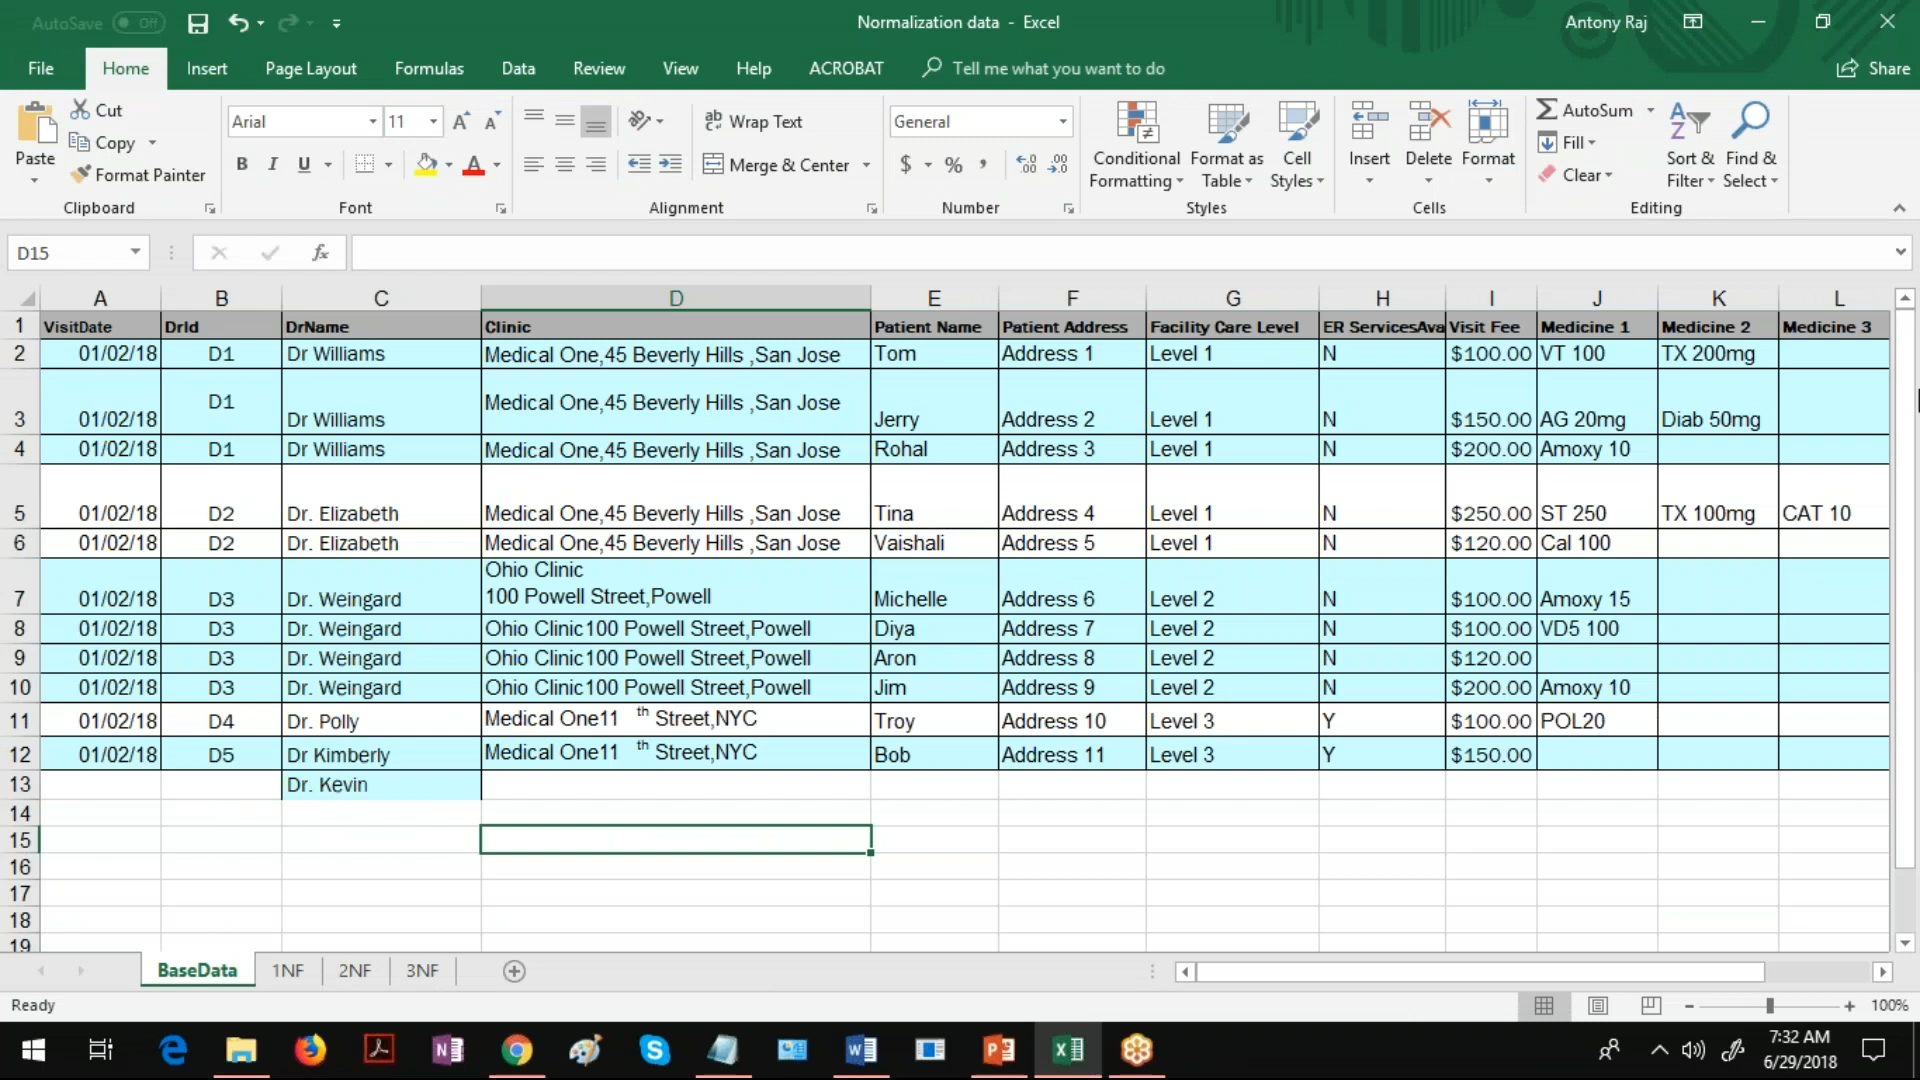 AutoSave Off
Normalization data - Excel
Antony Raj
File Home Insert Page Layout Formulas Data Review View Help ACROBAT Tell me what you want to do Share
Paste
Cut
Copy
Format Painter
Clipboard
Arial 11
B I U
Font
Wrap Text
Merge & Center
Alignment
General
$ % ,
Number
Conditional Formatting
Format as Table
Cell Styles
Styles
Insert Delete Format
Cells
AutoSum
Fill
Clear
Sort & Filter
Find & Select
Editing
D15 fx
A B C D E F G H I J K L
1 VisitDate DrId DrName Clinic Patient Name Patient Address Facility Care Level ER ServicesAva Visit Fee Medicine 1 Medicine 2 Medicine 3
2 01/02/18 D1 Dr Williams Medical One,45 Beverly Hills ,San Jose Tom Address 1 Level 1 N $100.00 VT 100 TX 200mg
3 01/02/18 D1 Dr Williams Medical One,45 Beverly Hills ,San Jose Jerry Address 2 Level 1 N $150.00 AG 20mg Diab 50mg
4 01/02/18 D1 Dr Williams Medical One,45 Beverly Hills ,San Jose Rohal Address 3 Level 1 N $200.00 Amoxy 10
5 01/02/18 D2 Dr. Elizabeth Medical One,45 Beverly Hills ,San Jose Tina Address 4 Level 1 N $250.00 ST 250 TX 100mg CAT 10
6 01/02/18 D2 Dr. Elizabeth Medical One,45 Beverly Hills ,San Jose Vaishali Address 5 Level 1 N $120.00 Cal 100
Ohio Clinic
7 01/02/18 D3 Dr. Weingard 100 Powell Street,Powell Michelle Address 6 Level 2 N $100.00 Amoxy 15
8 01/02/18 D3 Dr. Weingard Ohio Clinic100 Powell Street,Powell Diya Address 7 Level 2 N $100.00 VD5 100
9 01/02/18 D3 Dr. Weingard Ohio Clinic100 Powell Street,Powell Aron Address 8 Level 2 N $120.00
10 01/02/18 D3 Dr. Weingard Ohio Clinic100 Powell Street,Powell Jim Address 9 Level 2 N $200.00 Amoxy 10
11 01/02/18 D4 Dr. Polly Medical One11 th Street,NYC Troy Address 10 Level 3 Y $100.00 POL20
12 01/02/18 D5 Dr Kimberly Medical One11 th Street,NYC Bob Address 11 Level 3 Y $150.00
13 Dr. Kevin
14
15
16
17
18
19
BaseData 1NF 2NF 3NF
Ready 100%
7:32 AM
6/29/2018